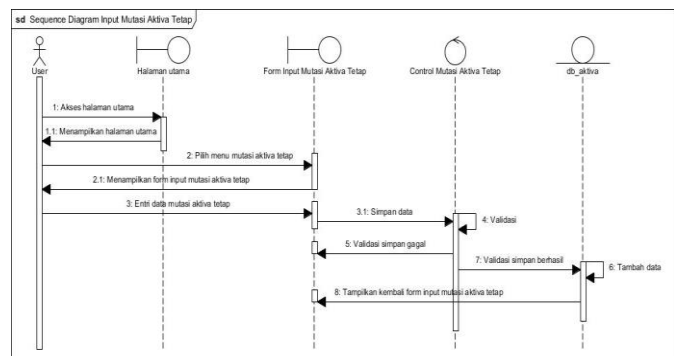 sd Sequence Diagram Input Mutasi Aktiva Tetap
User
Halaman utama
Form Input Mutasi Aktiva Tetap
Control Mutasi Aktiva Tetap
db_aktiva
1: Akses halaman utama
1.1: Menampilkan halaman utama
2: Pilih menu mutasi aktiva tetap
2.1: Menampilkan form input mutasi aktiva tetap
3: Entri data mutasi aktiva tetap
3.1: Simpan data
4: Validasi
5: Validasi simpan gagal
7: Validasi simpan berhasil
6: Tambah data
8: Tampilkan kembali form input mutasi aktiva tetap